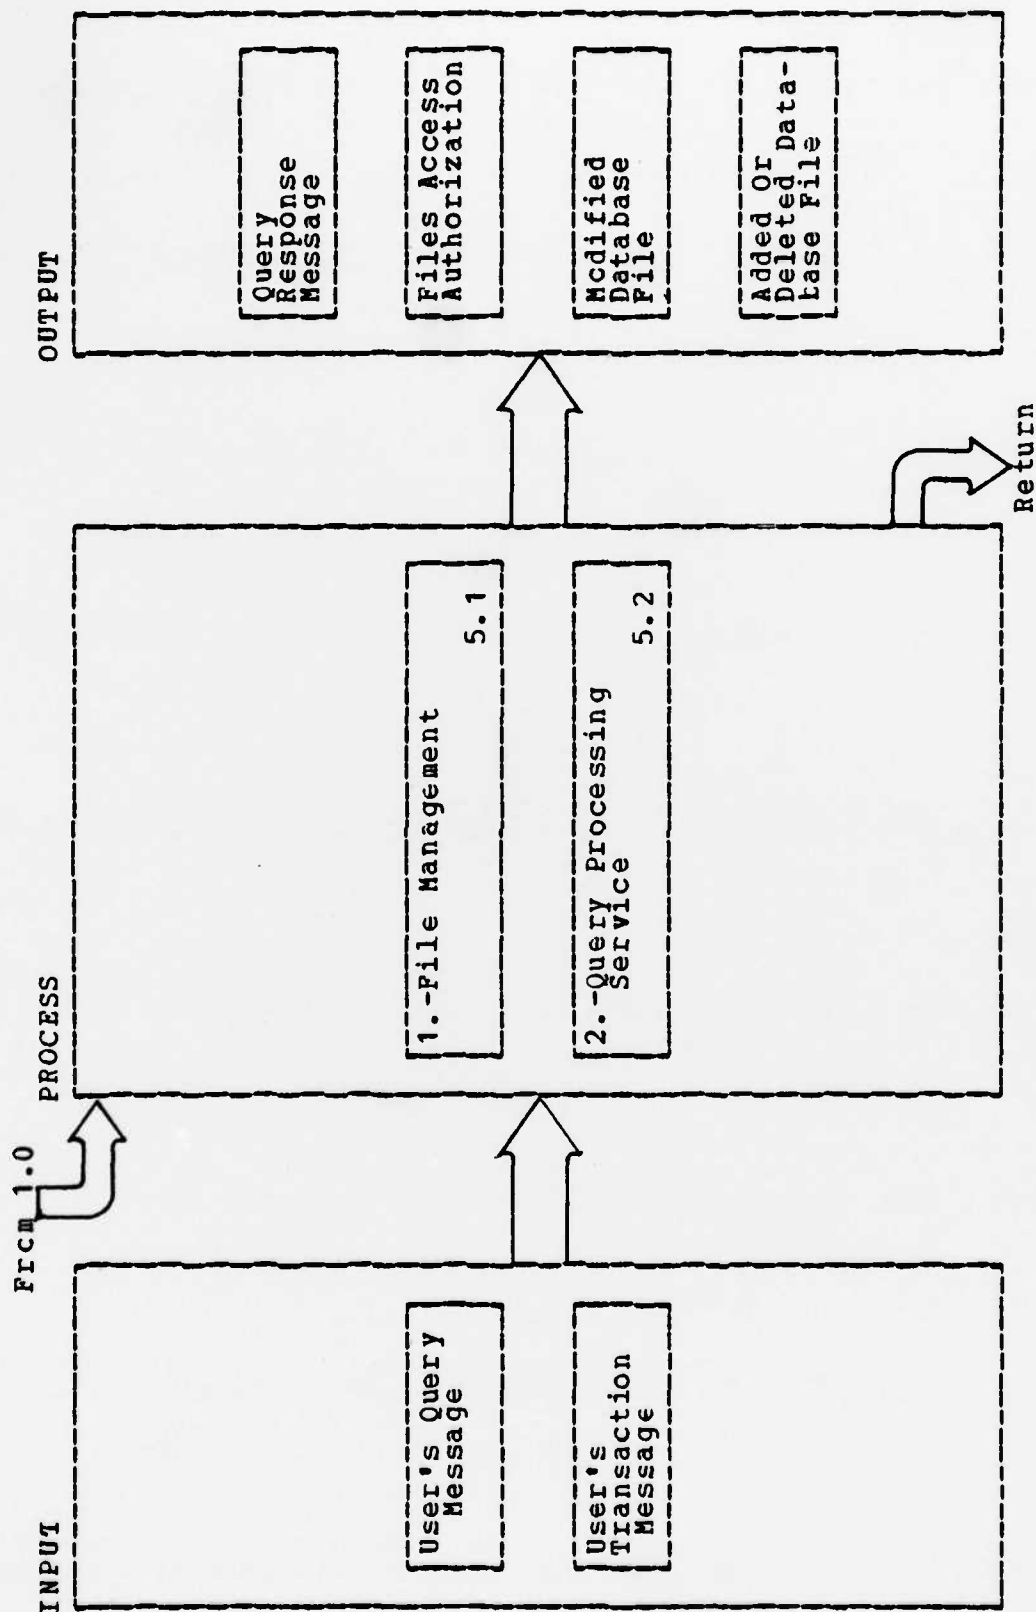 From 1.0
INPUT
User's Query
Message
User's
Transaction
Message
PROCESS
1.-File Management
5.1
2.-Query Processing
Service
5.2
Return
OUTPUT
Query
Response
Message
Files Access
Authorization
Modified
Database
File
Added Or
Deleted Data-
base File